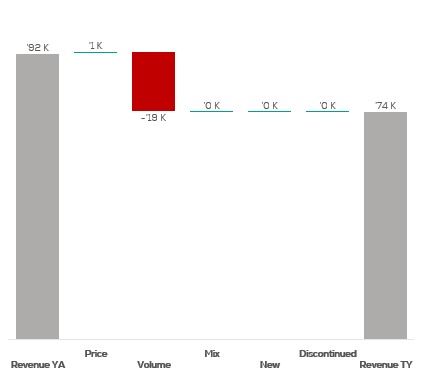 '92 K
'1 K
-'19 K
'0 K
'0 K
'0 K
'74 K
Revenue YA
Price
Volume
Mix
New
Discontinued
Revenue TY